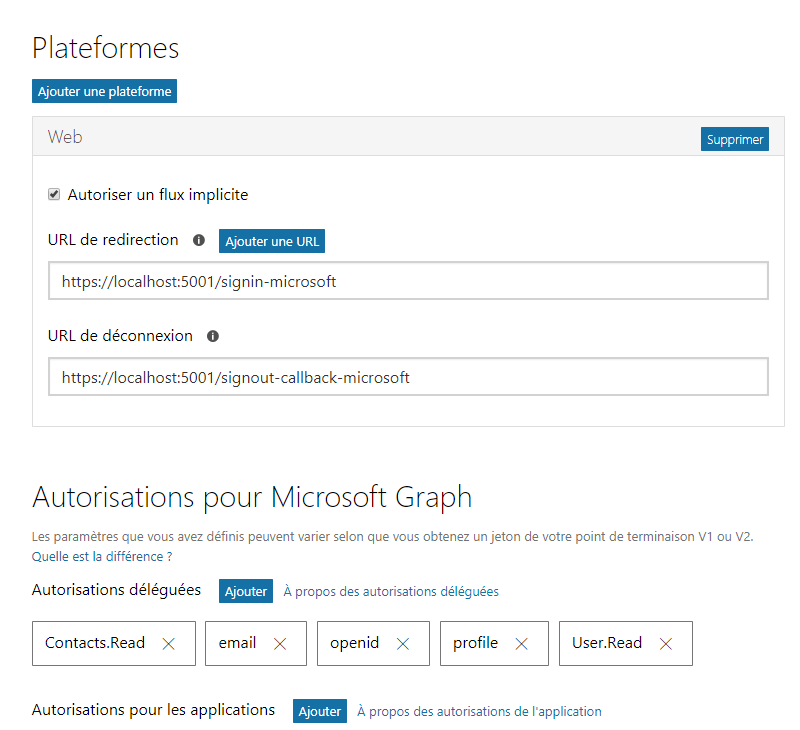 Plateformes
Ajouter une plateforme
Web
Supprimer
Autoriser un flux implicite
URL de redirection
Ajouter une URL
https://localhost:5001/signin-microsoft
URL de déconnexion
https://localhost:5001/signout-callback-microsoft
Autorisations pour Microsoft Graph
Les paramètres que vous avez définis peuvent varier selon que vous obtenez un jeton de votre point de terminaison V1 ou V2.
Quelle est la différence ?
Autorisations déléguées Ajouter À propos des autorisations déléguées
Contacts.Read email openid profile User.Read
Autorisations pour les applications Ajouter À propos des autorisations de l'application